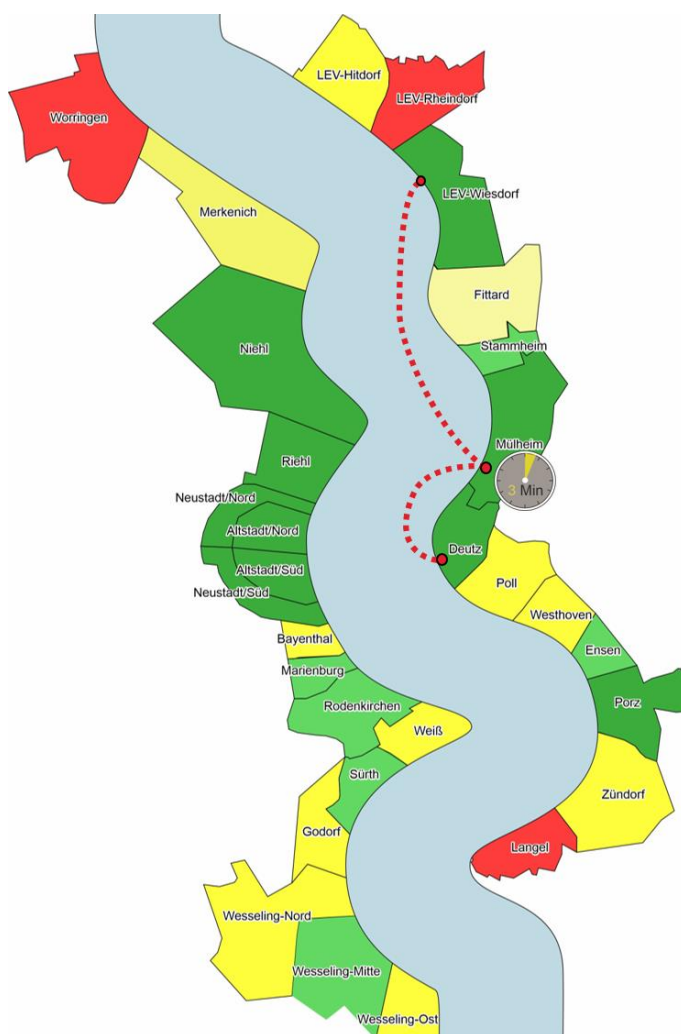 LEV-Hitdorf
LEV-Rheindorf
Worringen
LEV-Wiesdorf
Merkenich
Fittard
Stammheim
Niehl
Mülheim
3 Min
Riehl
Neustadt/Nord
Altstadt/Nord
Deutz
Altstadt/Süd
Neustadt/Süd
Poll
Westhoven
Bayenthal
Ensen
Marienburg
Rodenkirchen
Porz
Weiß
Sürth
Zündorf
Godorf
Langel
Wesseling-Nord
Wesseling-Mitte
Wesseling-Ost